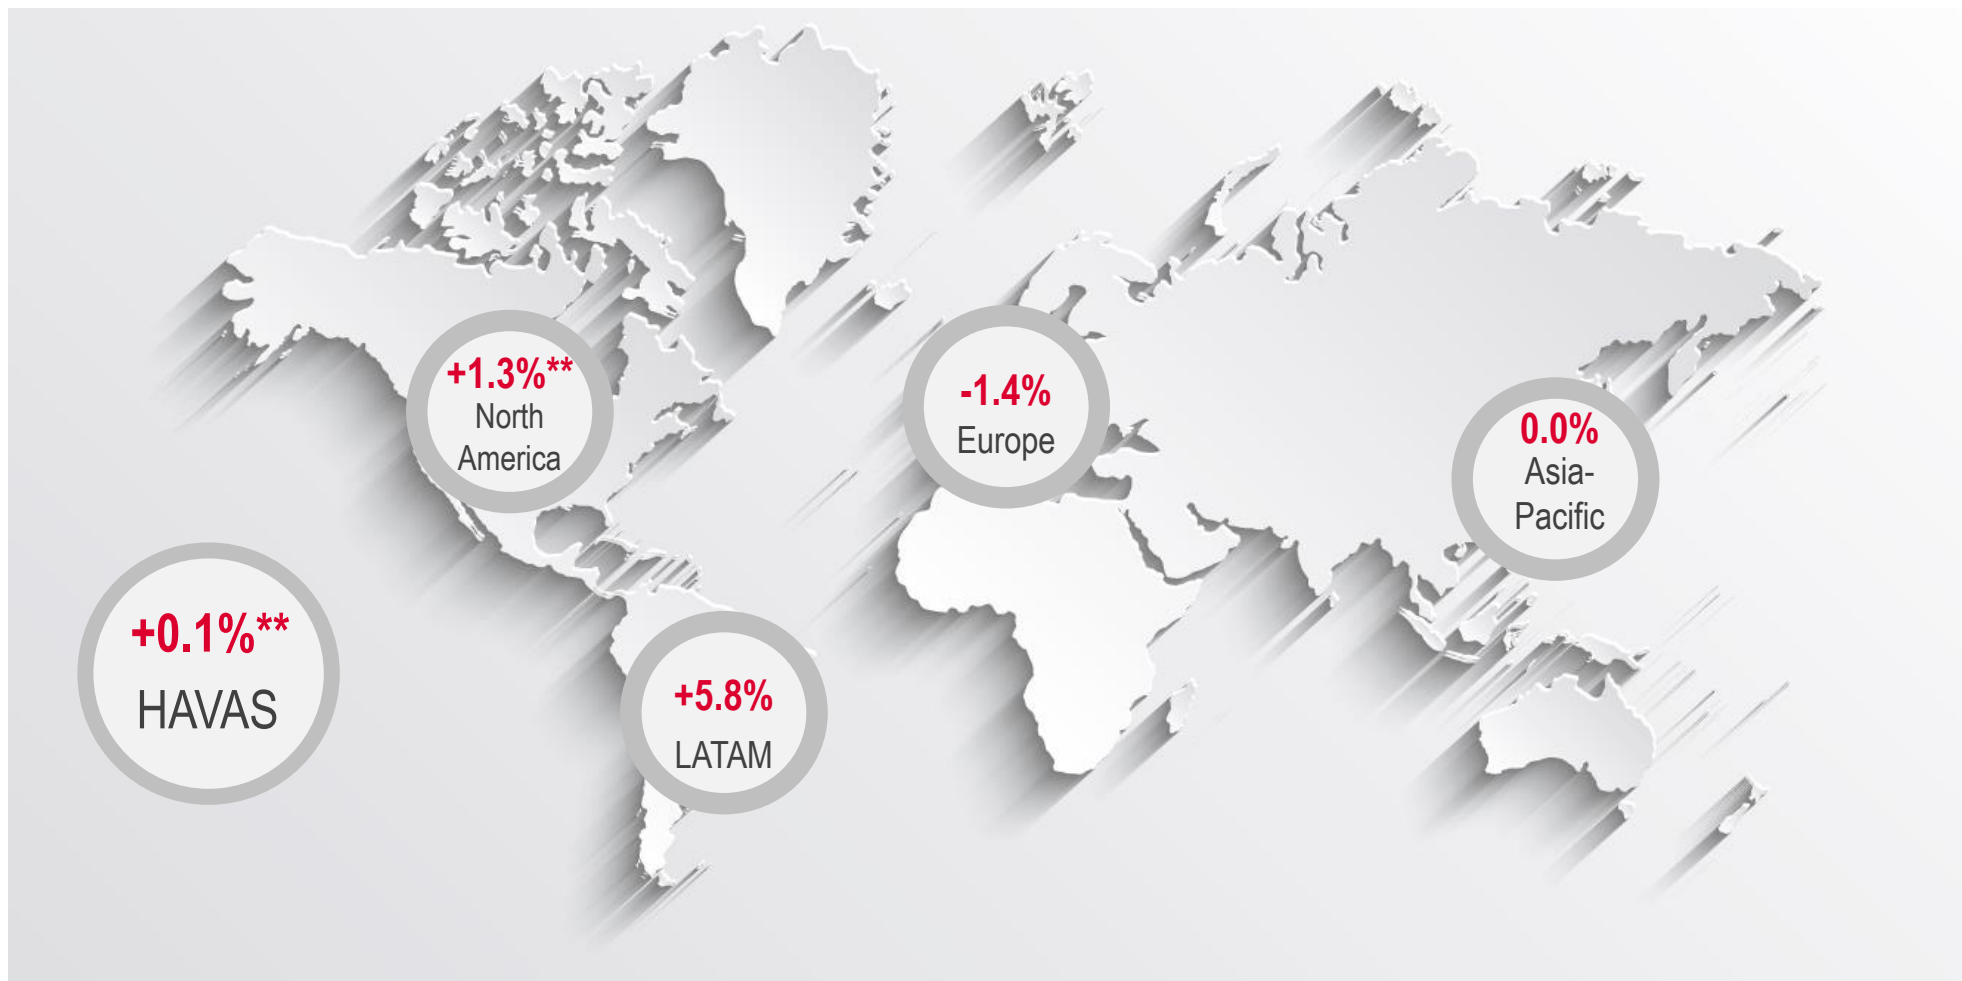 +1.3%**
North
America
-1.4%
Europe
0.0%
Asia-
Pacific
+0.1%**
HAVAS
+5.8%
LATAM